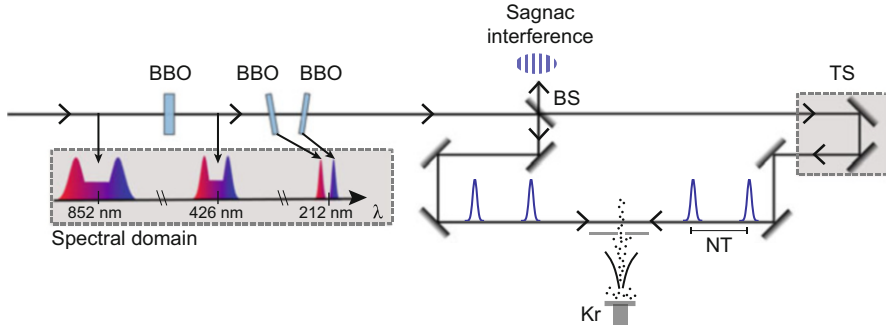 Sagnac
interference
BBO
BBO
BBO
BS
TS
852 nm
426 nm
212 nm
λ
Spectral domain
NT
Kr